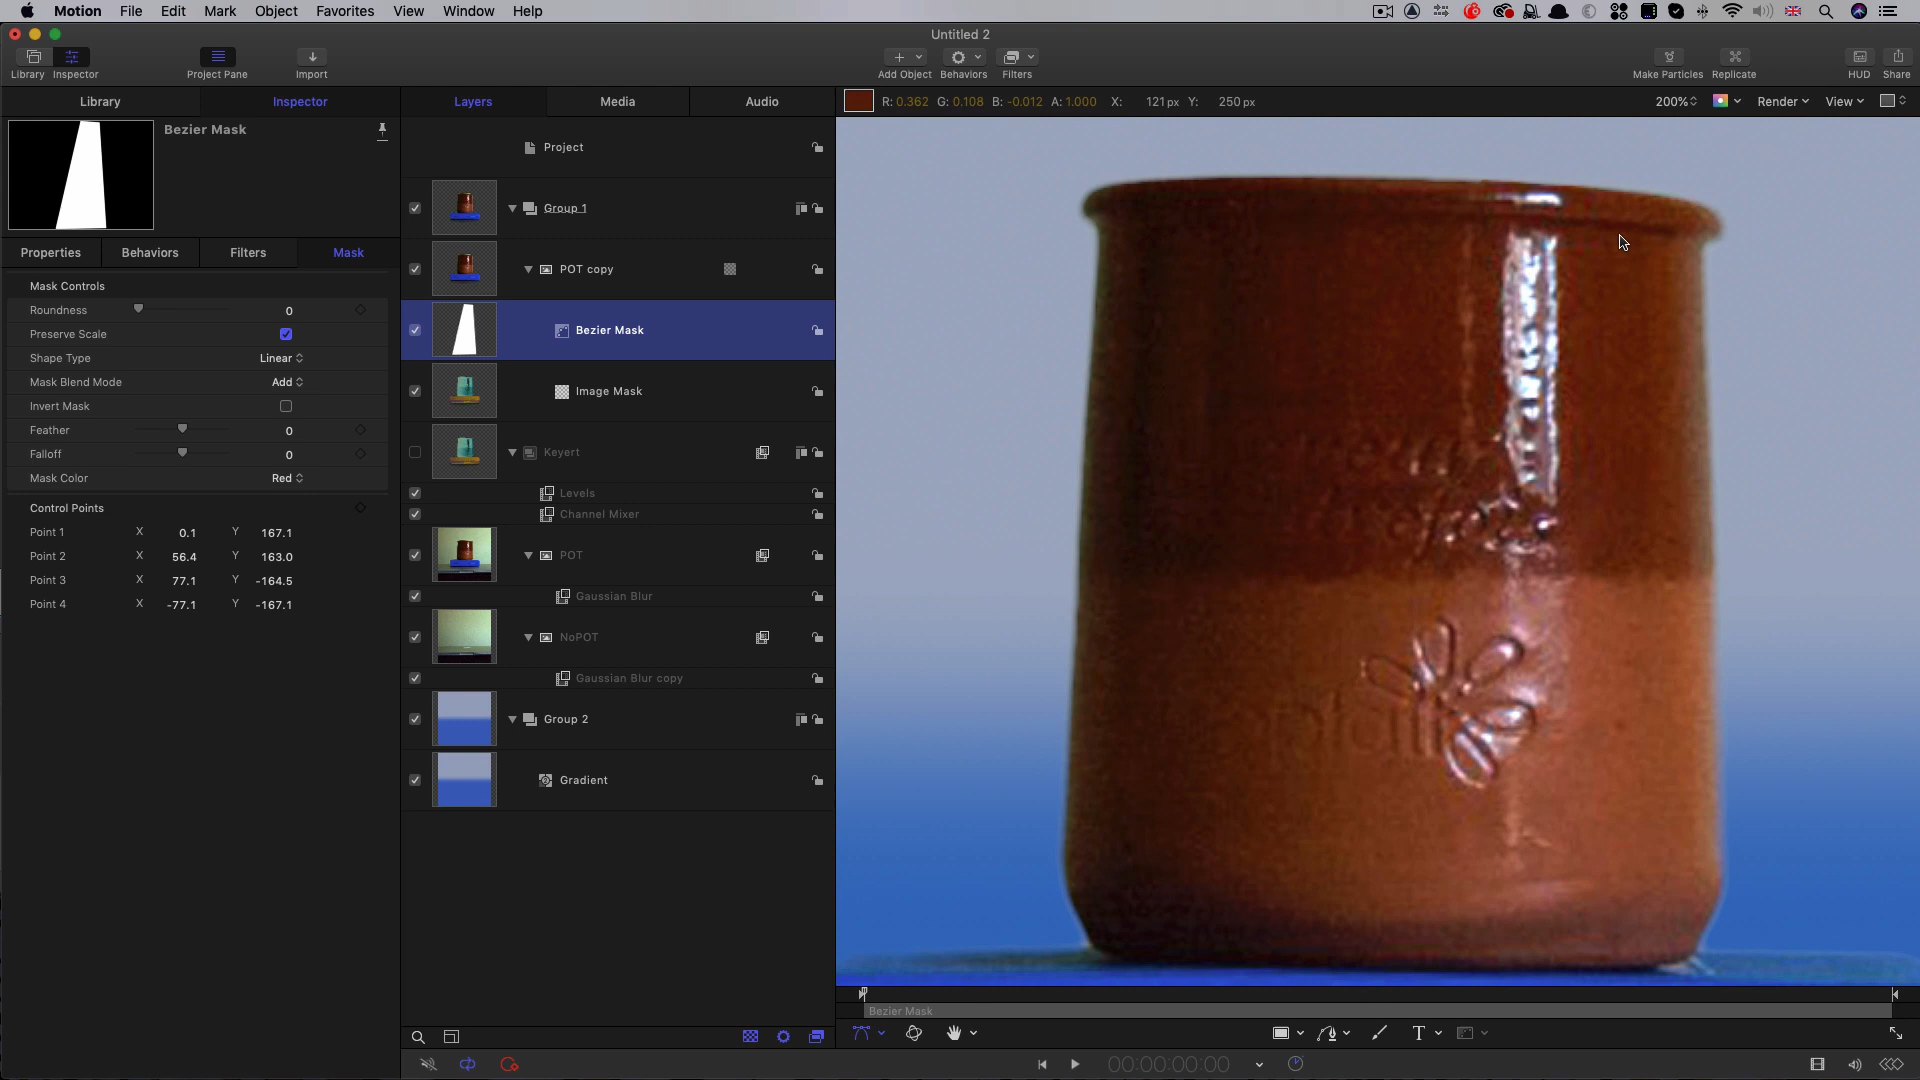 Motion File Edit Mark Object Favorites View Window Help
Untitled 2
Library Inspector Project Pane Import Add Object Behaviors Filters Make Particles Replicate HUD Share
Library Inspector Layers Media Audio R: 0.362 G: 0.108 B: -0.012 A: 1.000 X: 121 px Y: 250 px 200% Render View
Bezier Mask
Properties Behaviors Filters Mask
Mask Controls
Roundness 0
Preserve Scale
Shape Type Linear
Mask Blend Mode Add
Invert Mask
Feather 0
Falloff 0
Mask Color Red
Control Points
Point 1 X 0.1 Y 167.1
Point 2 X 56.4 Y 163.0
Point 3 X 77.1 Y -164.5
Point 4 X -77.1 Y -167.1
Project
Group 1
POT copy
Bezier Mask
Image Mask
Keyert
Levels
Channel Mixer
POT
Gaussian Blur
NoPOT
Gaussian Blur copy
Group 2
Gradient
Bezier Mask
T
00:00:00:00